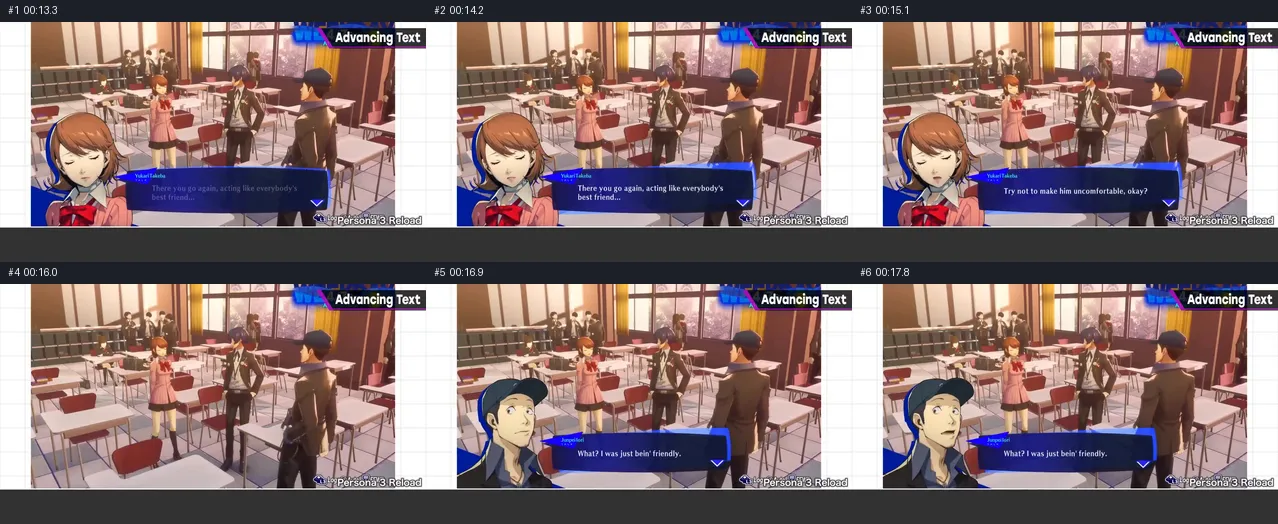 #1 00:13.3
Advancing Text
Yukari Takeba
There you go again, acting like everybody's
best friend...
Persona 3 Reload
#2 00:14.2
Advancing Text
Yukari Takeba
There you go again, acting like everybody's
best friend...
Persona 3 Reload
#3 00:15.1
Advancing Text
Yukari Takeba
Try not to make him uncomfortable, okay?
Persona 3 Reload
#4 00:16.0
Advancing Text
Persona 3 Reload
#5 00:16.9
Advancing Text
Junpei Iori
What? I was just bein' friendly.
Persona 3 Reload
#6 00:17.8
Advancing Text
Junpei Iori
What? I was just bein' friendly.
Persona 3 Reload